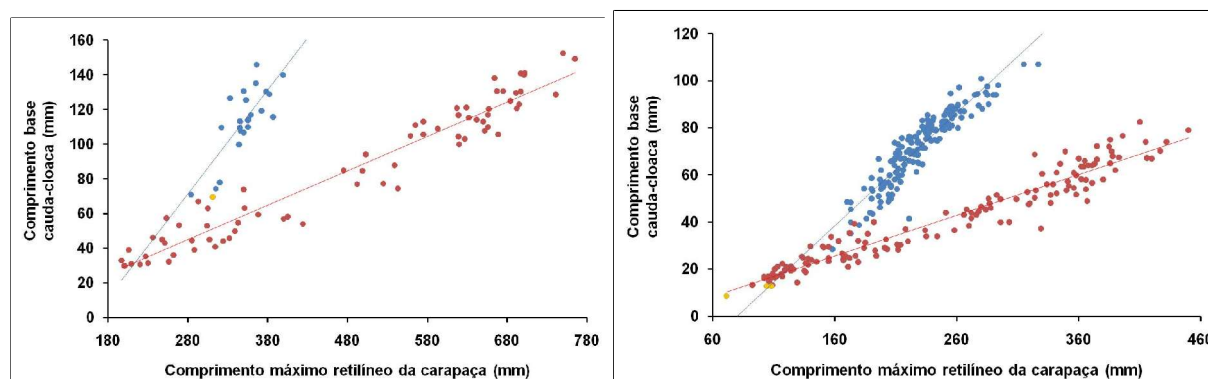 160
140
120
100
80
60
40
20
0
Comprimento base
cauda-cloaca (mm)
180 280 380 480 580 680 780
Comprimento máximo retilíneo da carapaça (mm)
120
100
80
60
40
20
0
Comprimento base
cauda-cloaca (mm)
60 160 260 360 460
Comprimento máximo retilíneo da carapaça (mm)